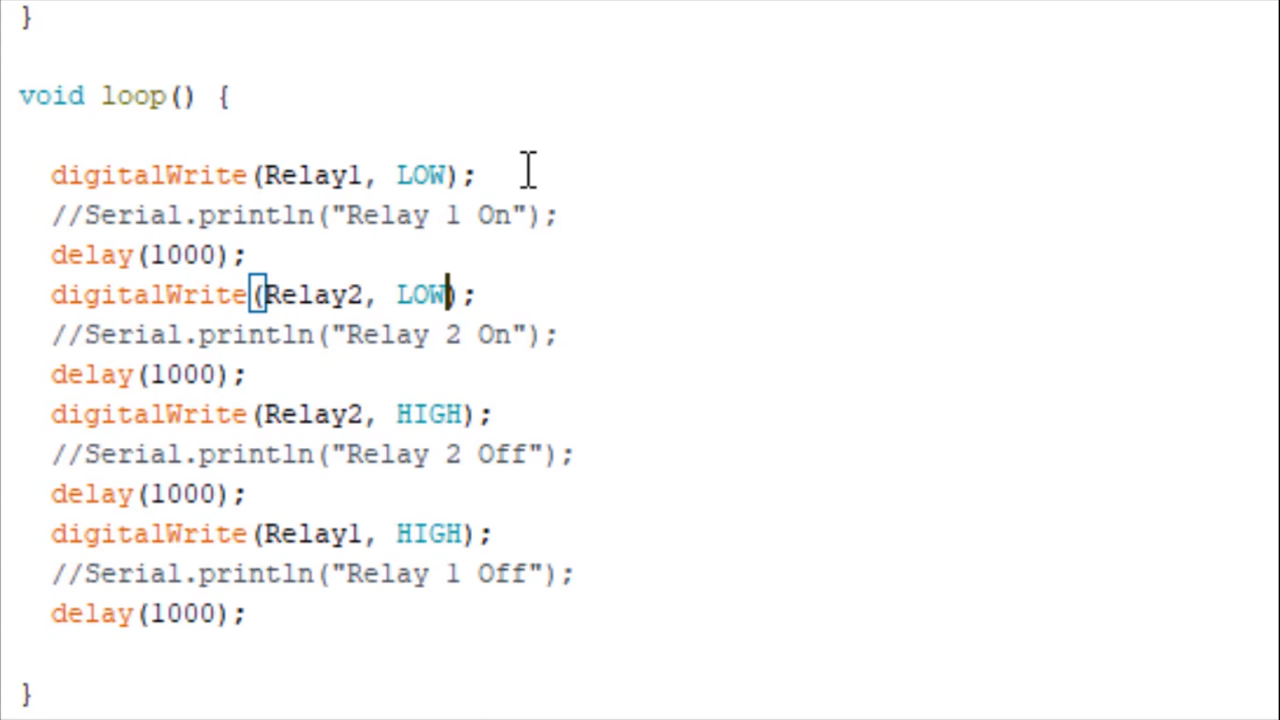 }
void loop() {
digitalWrite(Relay1, LOW);
//Serial.println("Relay 1 On");
delay(1000);
digitalWrite(Relay2, LOW);
//Serial.println("Relay 2 On");
delay(1000);
digitalWrite(Relay2, HIGH);
//Serial.println("Relay 2 Off");
delay(1000);
digitalWrite(Relay1, HIGH);
//Serial.println("Relay 1 Off");
delay(1000);
}